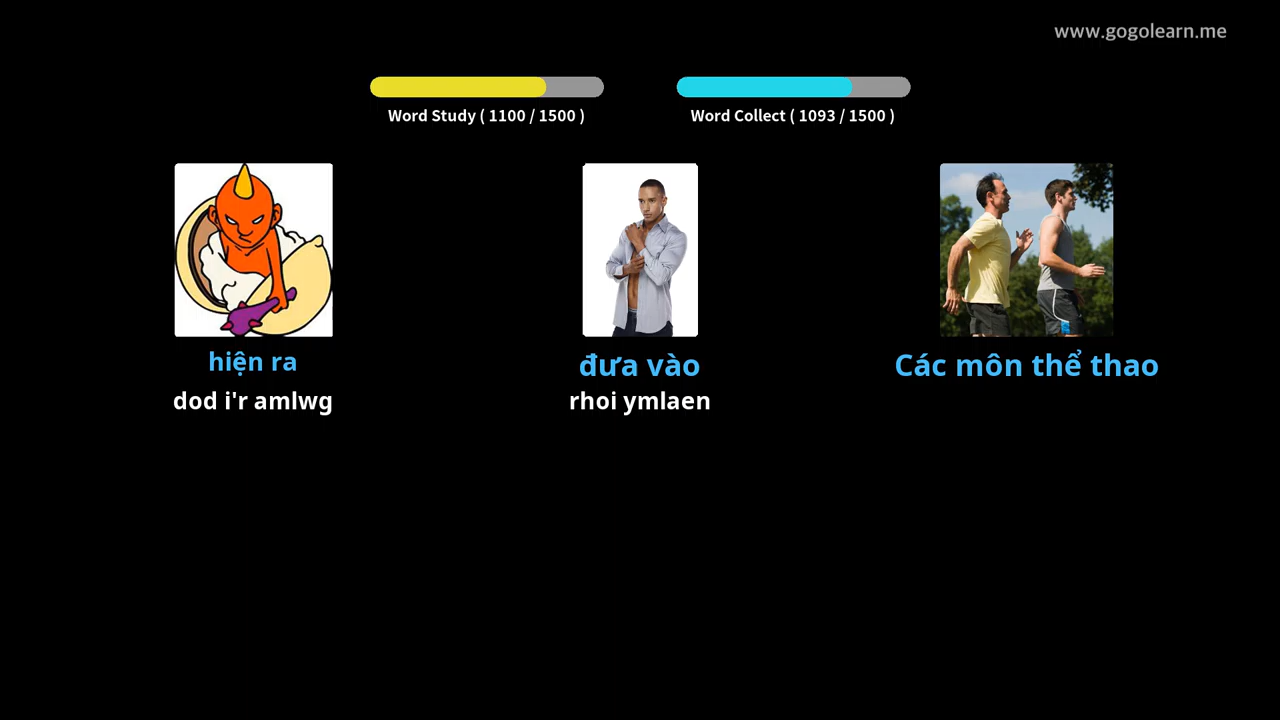 www.gogolearn.me
Word Study ( 1100 / 1500 )
Word Collect ( 1093 / 1500 )
hiện ra
đưa vào
Các môn thể thao
dod i'r amlwg
rhoi ymlaen